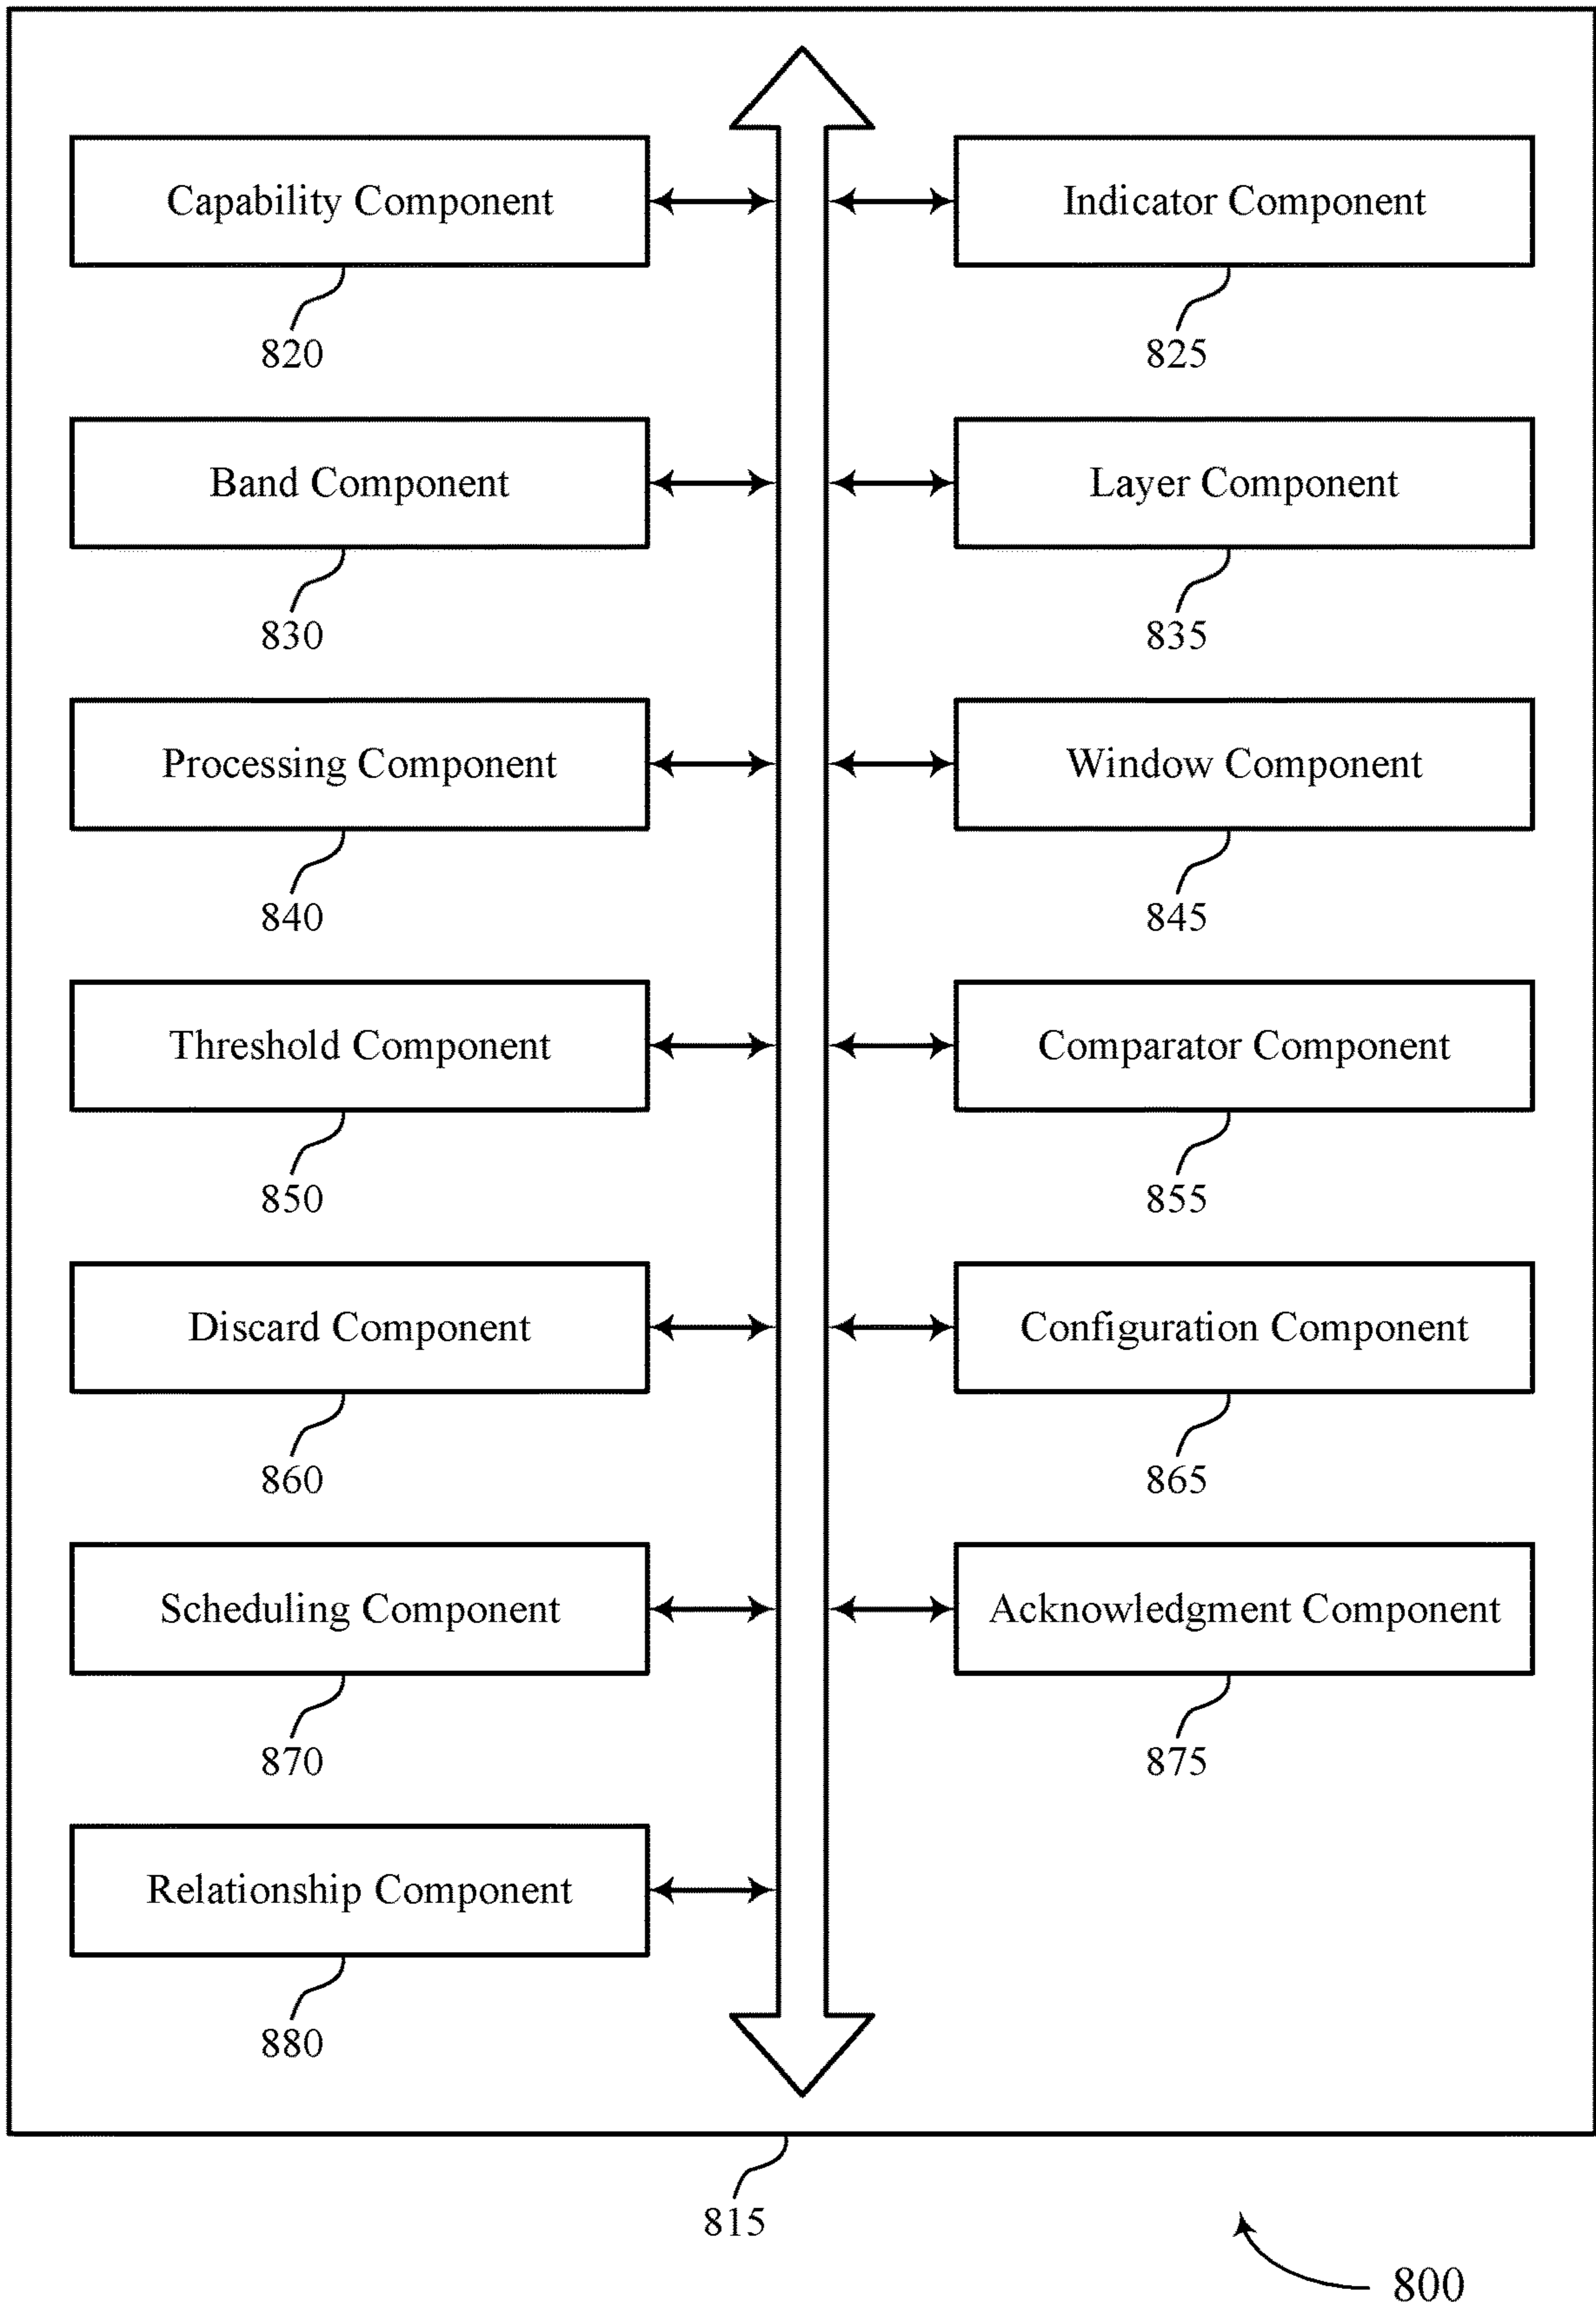 Capability Component
Indicator Component
820
825
Band Component
Layer Component
830
835
Processing Component
Window Component
840
845
Threshold Component
Comparator Component
850
855
Discard Component
Configuration Component
860
865
Scheduling Component
Acknowledgment Component
870
875
Relationship Component
880
815
800